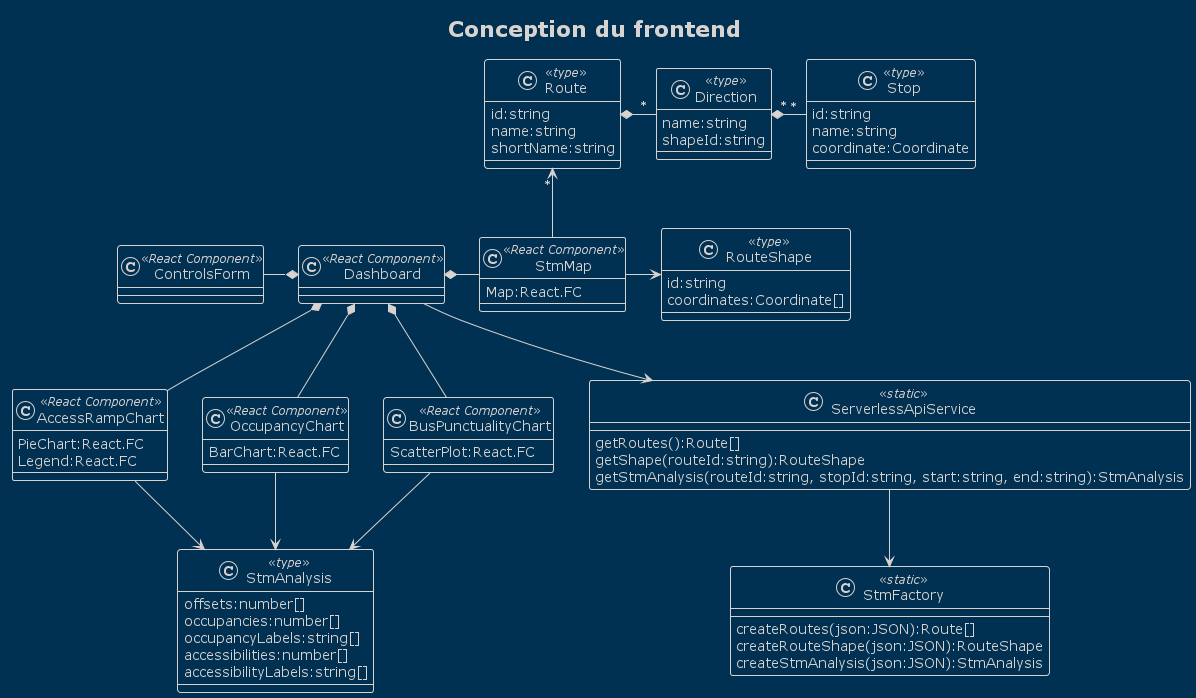 Conception du frontend
C «type»
Route
id:string
name:string
shortName:string
*
C «type»
Direction
name:string
shapeId:string
* *
C «type»
Stop
id:string
name:string
coordinate:Coordinate
*
C «React Component»
ControlsForm
C «React Component»
Dashboard
C «React Component»
StmMap
Map:React.FC
C «type»
RouteShape
id:string
coordinates:Coordinate[]
C «React Component»
AccessRampChart
PieChart:React.FC
Legend:React.FC
C «React Component»
OccupancyChart
BarChart:React.FC
C «React Component»
BusPunctualityChart
ScatterPlot:React.FC
C «static»
ServerlessApiService
getRoutes():Route[]
getShape(routeId:string):RouteShape
getStmAnalysis(routeId:string, stopId:string, start:string, end:string):StmAnalysis
C «type»
StmAnalysis
offsets:number[]
occupancies:number[]
occupancyLabels:string[]
accessibilities:number[]
accessibilityLabels:string[]
C «static»
StmFactory
createRoutes(json:JSON):Route[]
createRouteShape(json:JSON):RouteShape
createStmAnalysis(json:JSON):StmAnalysis